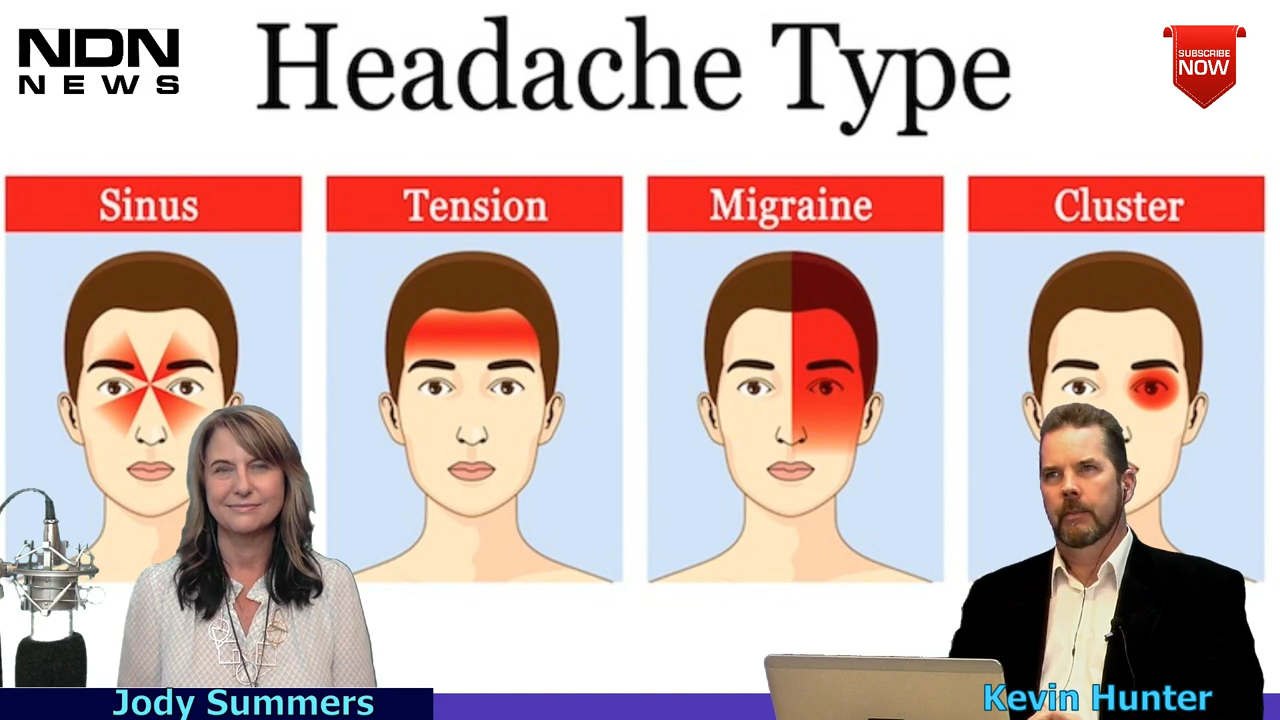 NDN
NEWS
Headache Type
SUBSCRIBE
NOW
Sinus
Tension
Migraine
Cluster
Jody Summers
Kevin Hunter